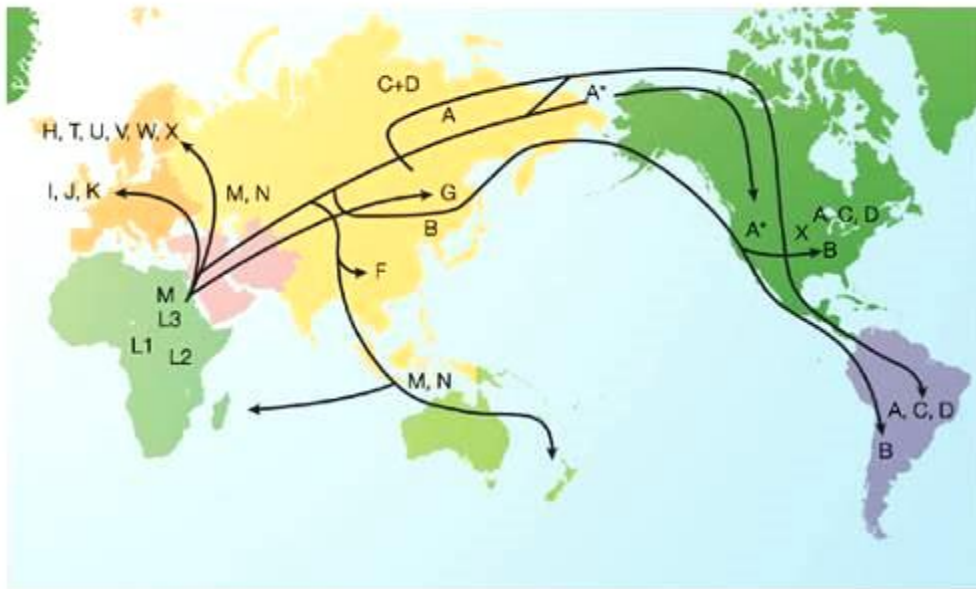 C+D
A
A*
H, T, U, V, W, X
I, J, K
M, N
G
B
A, C, D
A*
X
B
F
M
L3
L1
L2
M, N
A, C, D
B